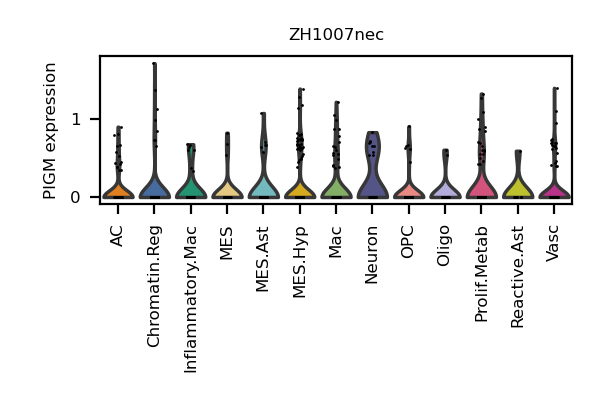 ZH1007nec
PIGM expression
1
0
AC
Chromatin.Reg
Inflammatory.Mac
MES
MES.Ast
MES.Hyp
Mac
Neuron
OPC
Oligo
Prolif.Metab
Reactive.Ast
Vasc